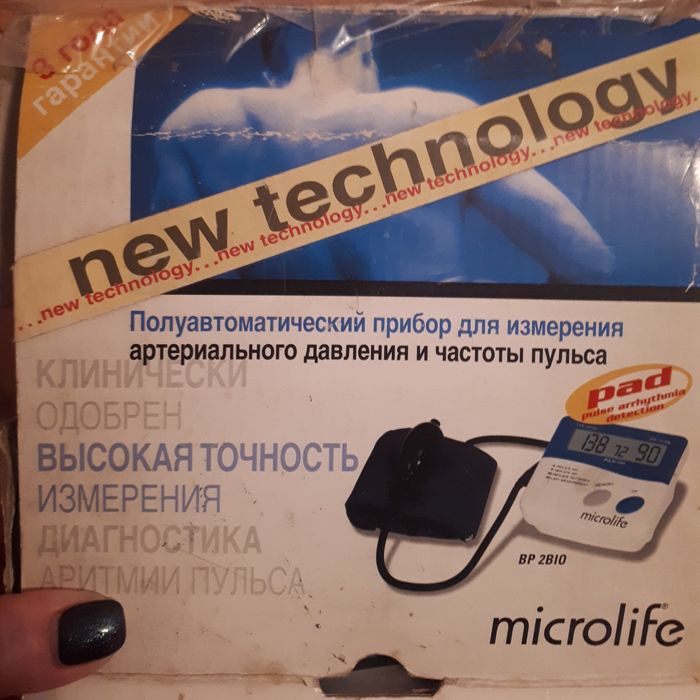 3 года
гарантии
new technology
...new technology...new technology...new technology...new technology...
Полуавтоматический прибор для измерения
артериального давления и частоты пульса
КЛИНИЧЕСКИ
ОДОБРЕН
ВЫСОКАЯ ТОЧНОСТЬ
ИЗМЕРЕНИЯ
ДИАГНОСТИКА
АРИТМИИ ПУЛЬСА
pad
pulse arrhythmia
detection
138 72 90
microlife
BP 2BIO
microlife®